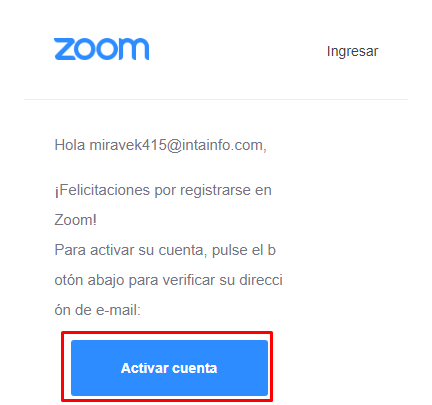 zoom
Ingresar
Hola miravek415@intainfo.com,
¡Felicitaciones por registrarse en
Zoom!
Para activar su cuenta, pulse el b
otón abajo para verificar su direcci
ón de e-mail:
Activar cuenta